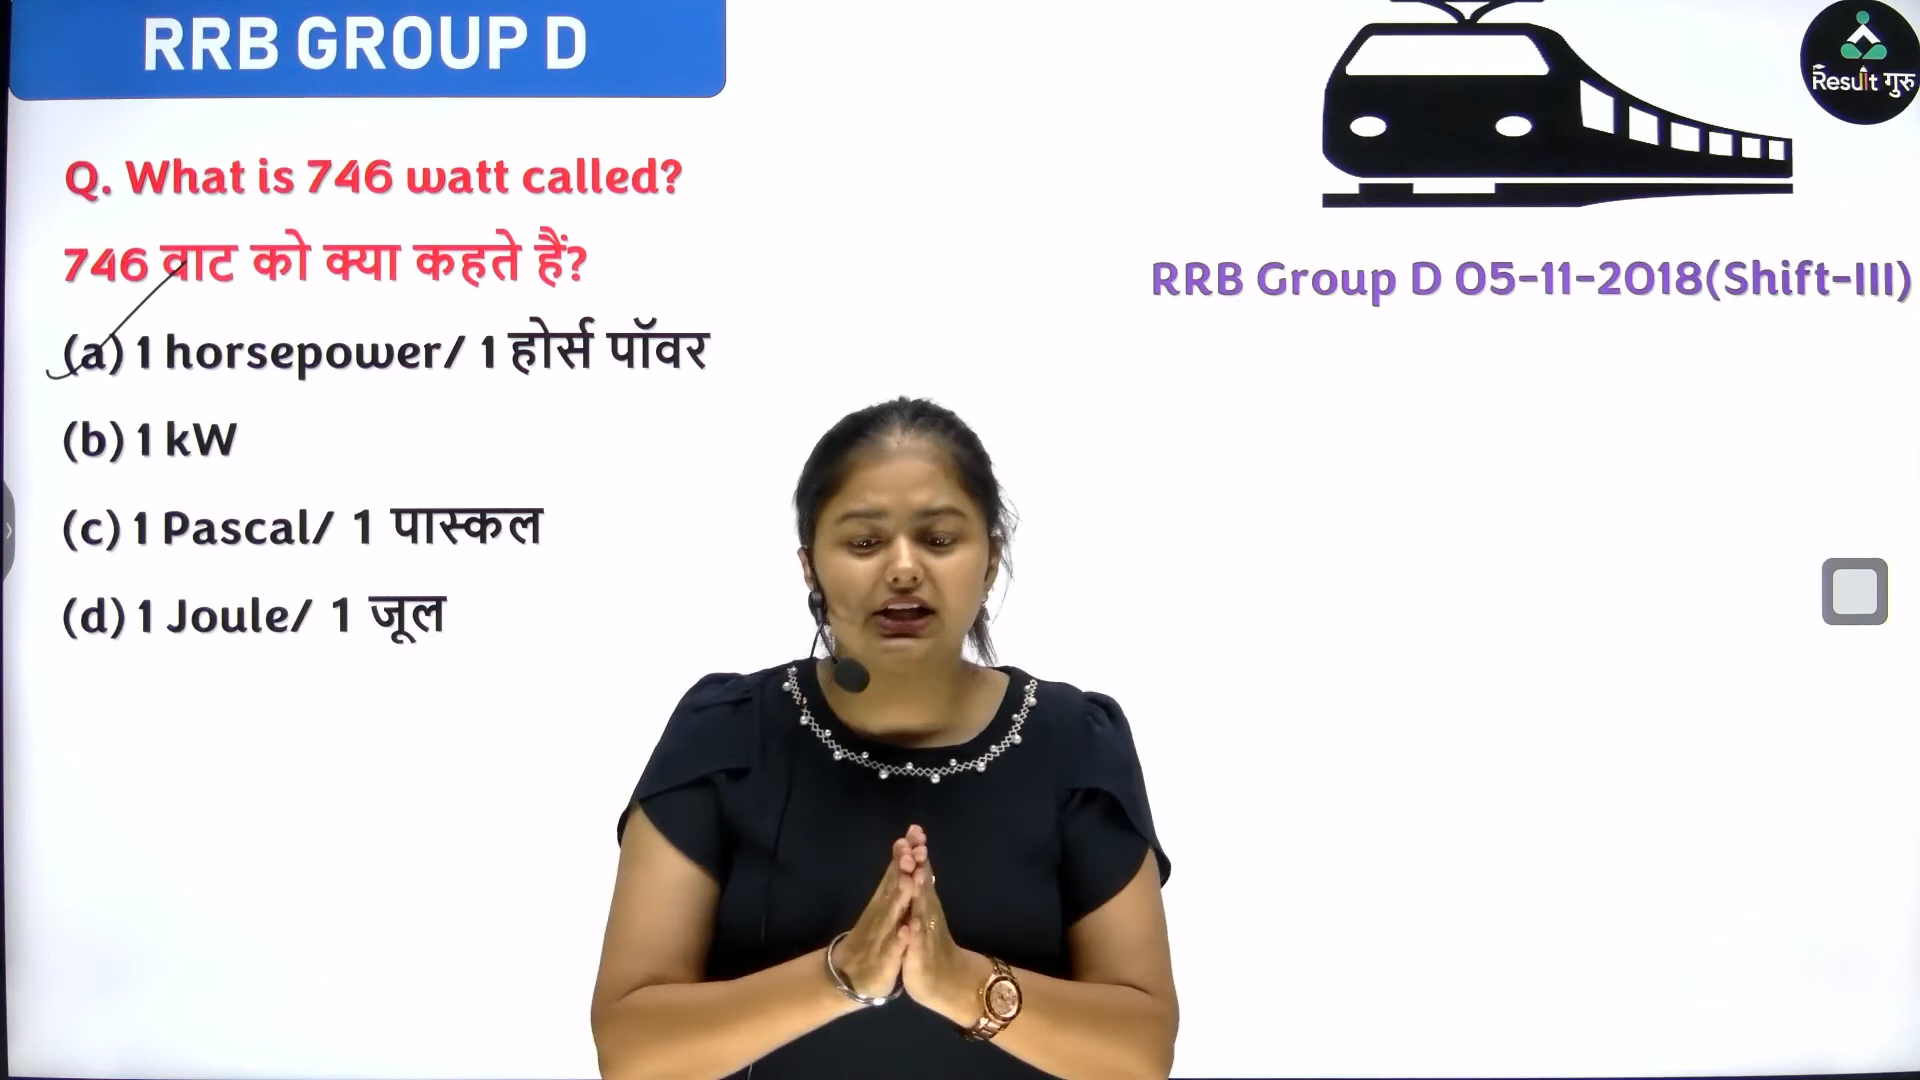 RRB GROUP D
Result गुरु
Q. What is 746 watt called?
746 वाट को क्या कहते हैं?
RRB Group D 05-11-2018(Shift-III)
(a) 1 horsepower/ 1 होर्स पॉवर
(b) 1 kW
(c) 1 Pascal/ 1 पास्कल
(d) 1 Joule/ 1 जूल